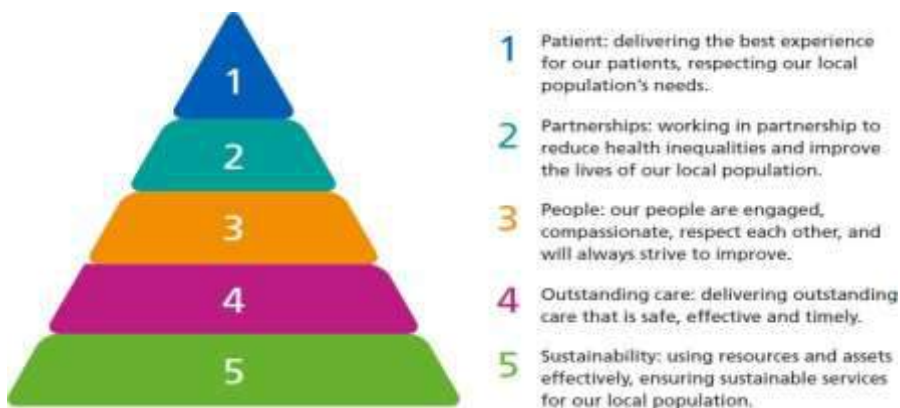 1
2
3
4
5
1 Patient: delivering the best experience
for our patients, respecting our local
population's needs.
2 Partnerships: working in partnership to
reduce health inequalities and improve
the lives of our local population.
3 People: our people are engaged,
compassionate, respect each other, and
will always strive to improve.
4 Outstanding care: delivering outstanding
care that is safe, effective and timely.
5 Sustainability: using resources and assets
effectively, ensuring sustainable services
for our local population.